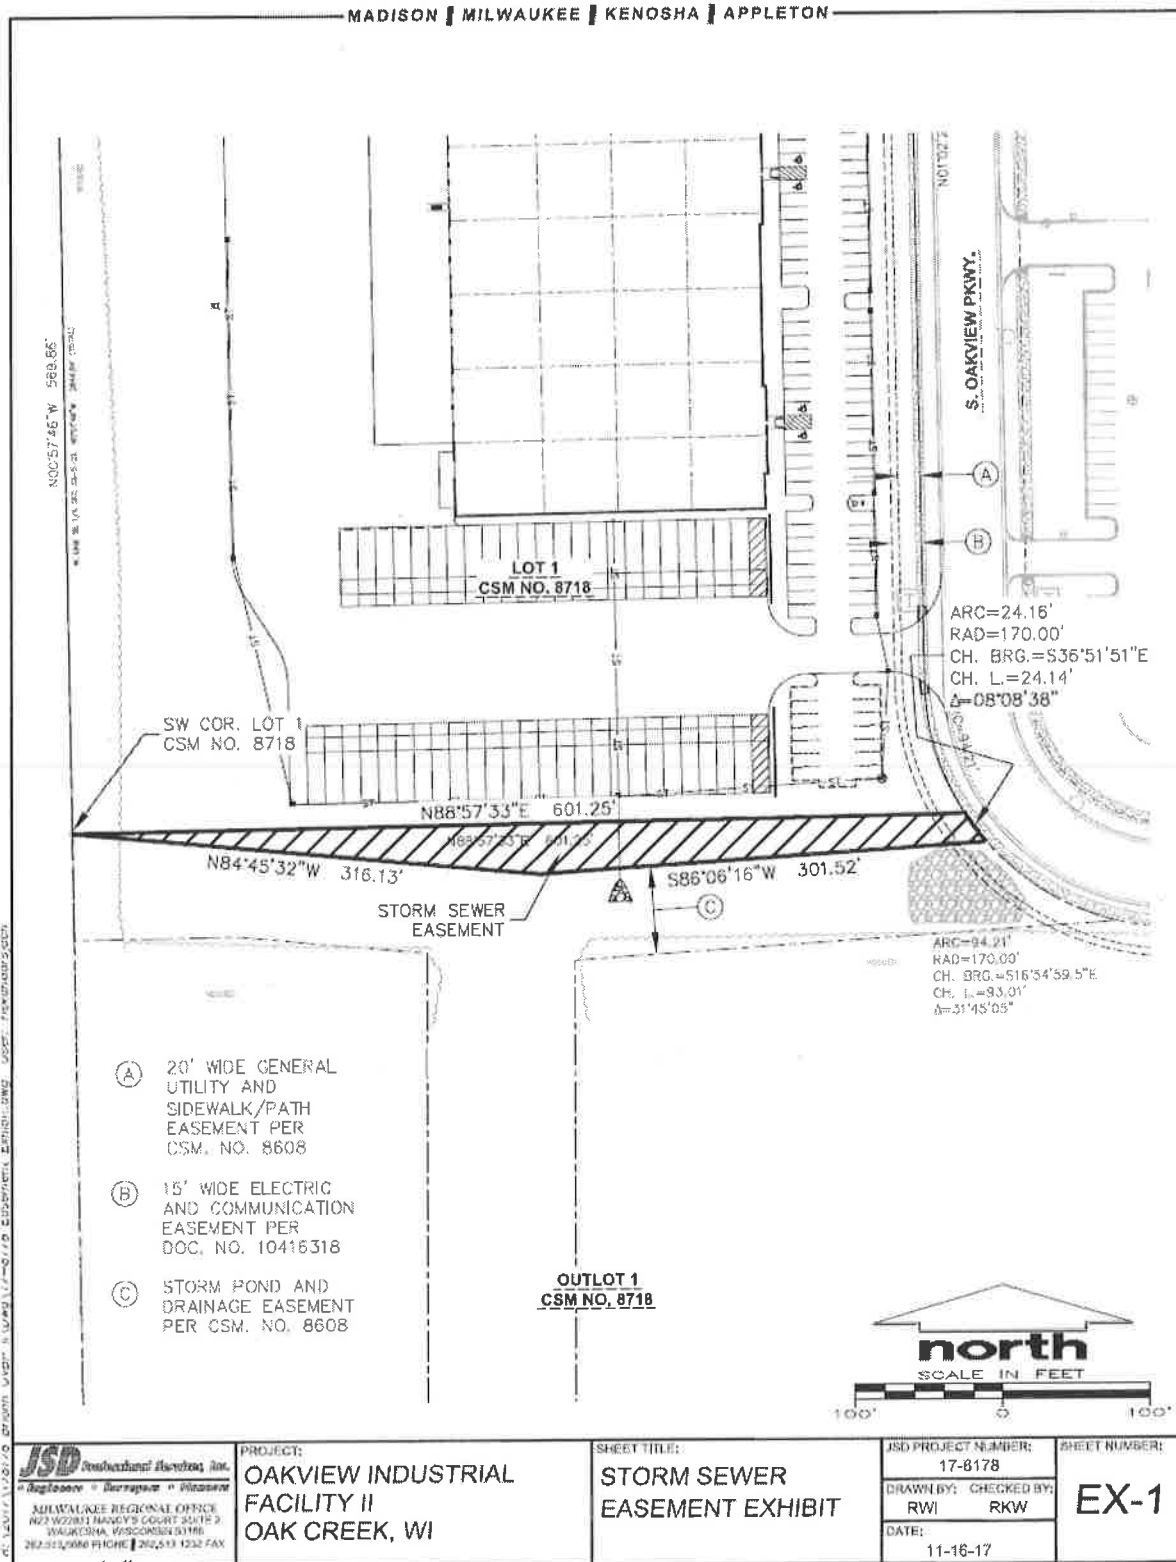 MADISON | MILWAUKEE | KENOSHA | APPLETON
N00°57'46"W 569.66'
S. OAKVIEW PKWY.
A
B
LOT 1
CSM NO. 8718
ARC=24.16'
RAD=170.00'
CH. BRG.=S36°51'51"E
CH. L.=24.14'
Δ=08°08'38"
SW COR. LOT 1
CSM NO. 8718
N88°57'33"E 601.25'
N88°57'33"E 601.25'
N84°45'32"W 316.13'
S86°06'16"W 301.52'
C
STORM SEWER
EASEMENT
ARC=94.21'
RAD=170.00'
CH. BRG.=S16°54'59.5"E
CH. L.=93.01'
Δ=31°45'05"
A 20' WIDE GENERAL
UTILITY AND
SIDEWALK/PATH
EASEMENT PER
CSM. NO. 8608
B 15' WIDE ELECTRIC
AND COMMUNICATION
EASEMENT PER
DOC. NO. 10416318
C STORM POND AND
DRAINAGE EASEMENT
PER CSM. NO. 8608
OUTLOT 1
CSM NO. 8718
north
SCALE IN FEET
100' 0 100'
JSD Professional Services, Inc.
MILWAUKEE REGIONAL OFFICE
PROJECT:
OAKVIEW INDUSTRIAL
FACILITY II
OAK CREEK, WI
SHEET TITLE:
STORM SEWER
EASEMENT EXHIBIT
JSD PROJECT NUMBER:
17-8178
DRAWN BY: CHECKED BY:
RWI RKW
DATE:
11-16-17
SHEET NUMBER:
EX-1